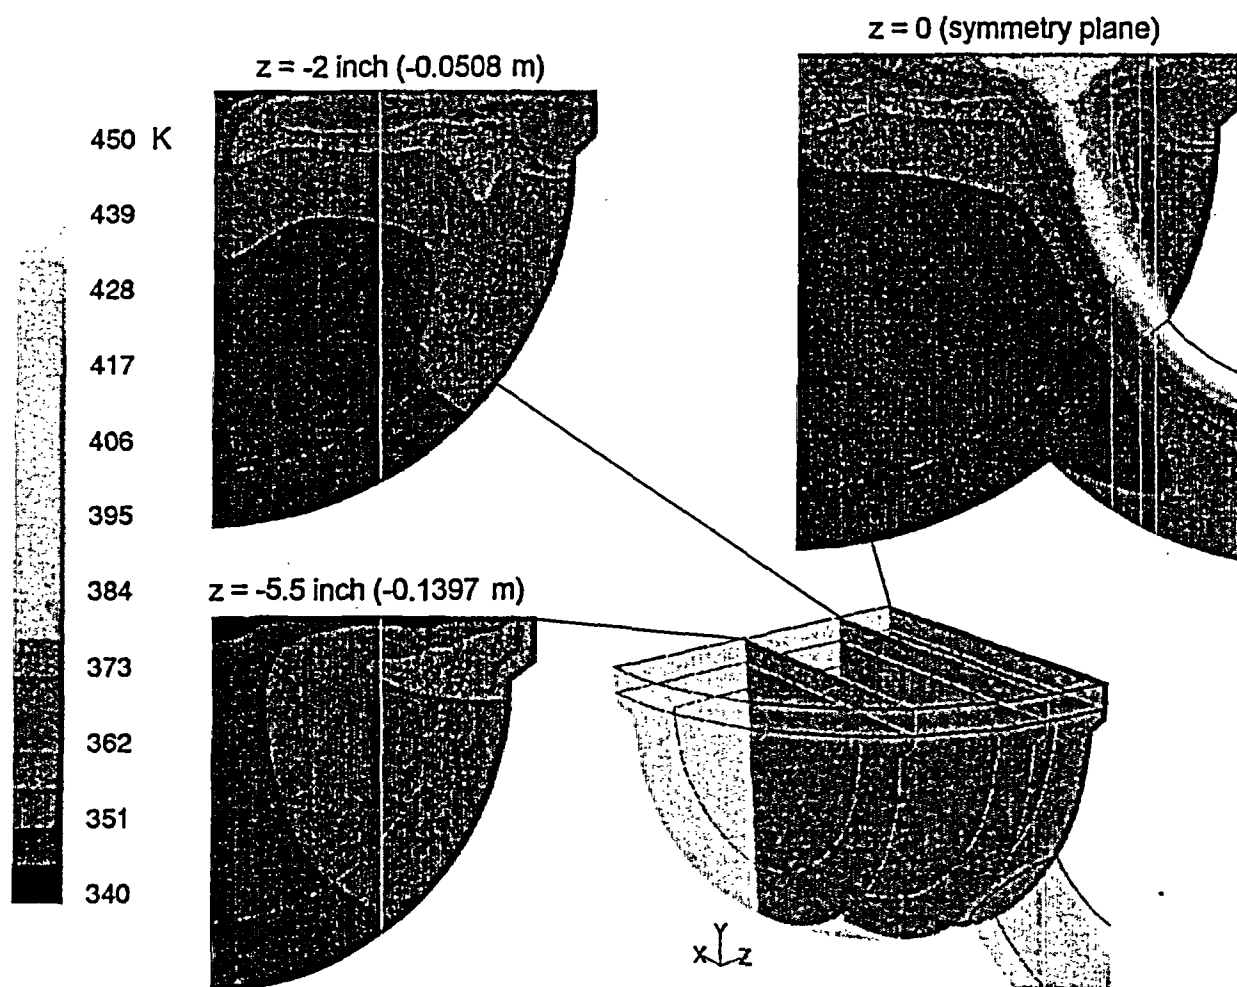 z = 0 (symmetry plane)
z = -2 inch (-0.0508 m)
450 K
439
428
417
406
395
384
373
362
351
340
z = -5.5 inch (-0.1397 m)
Y
X Z